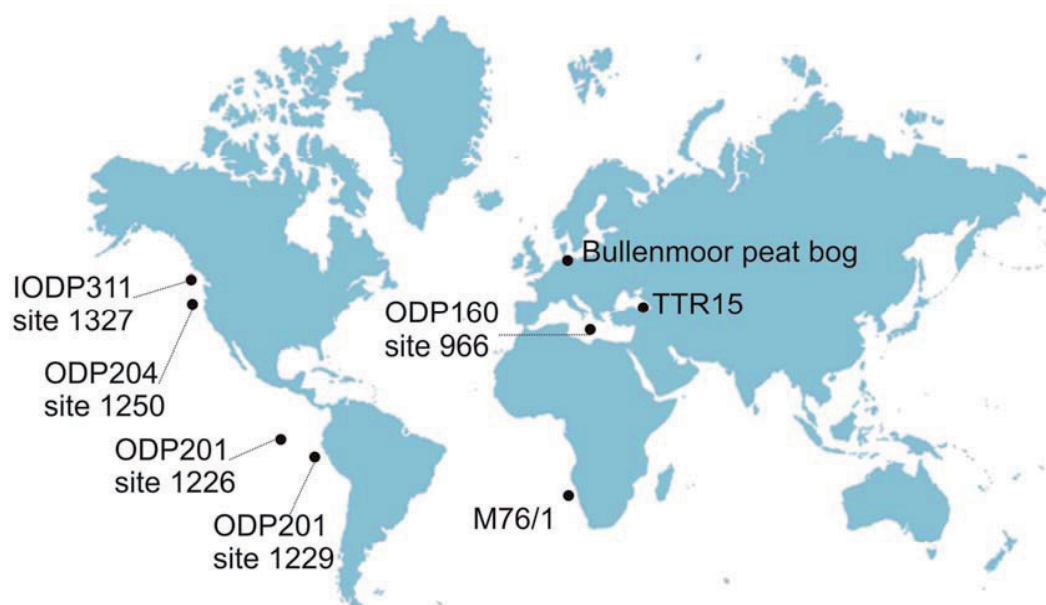 Bullenmoor peat bog
IODP311
site 1327
ODP160
site 966
TTR15
ODP204
site 1250
ODP201
site 1226
M76/1
ODP201
site 1229